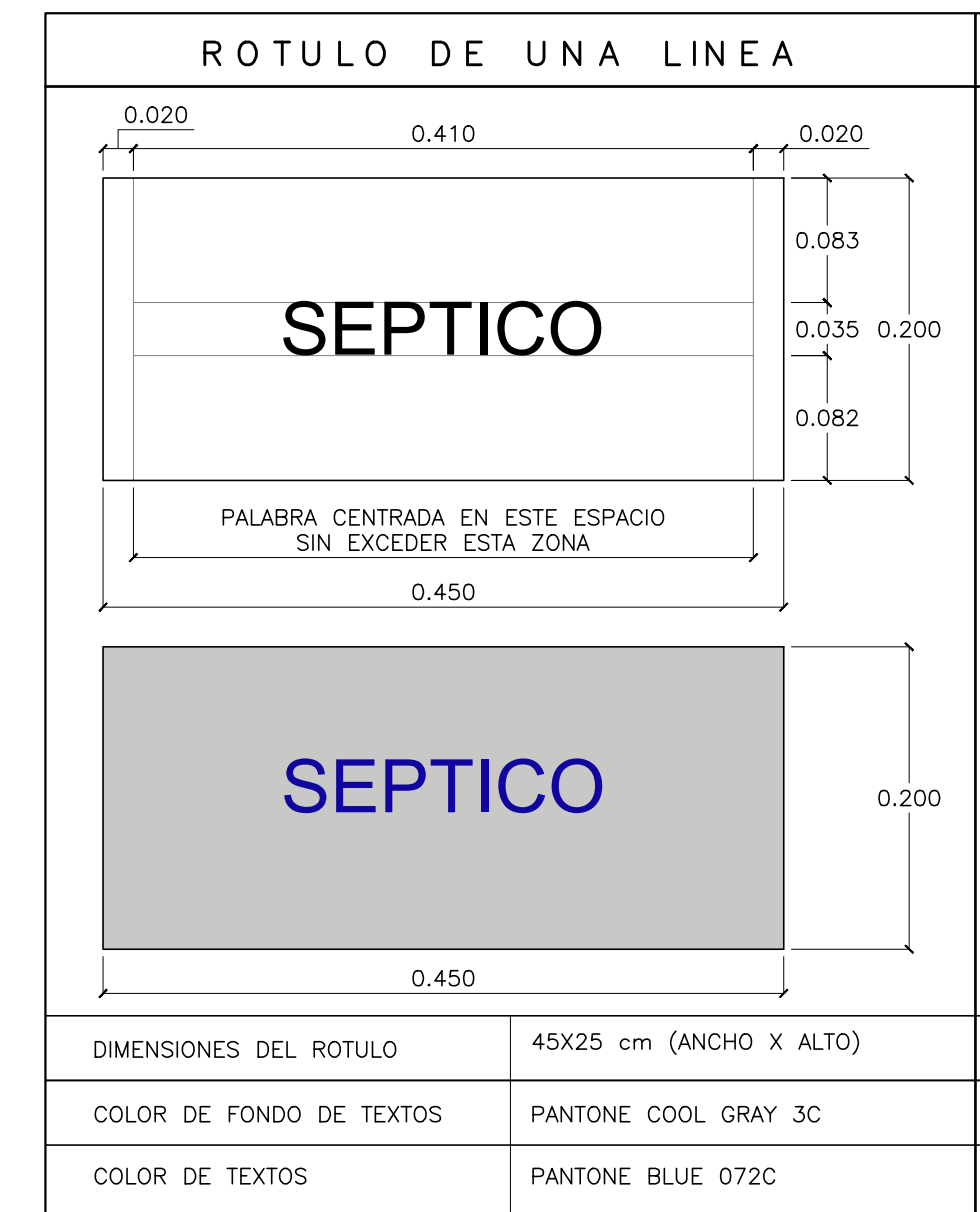 ROTULO DE UNA LINEA
0.020
0.410
0.020
0.083
SEPTICO
0.035 0.200
0.082
PALABRA CENTRADA EN ESTE ESPACIO
SIN EXCEDER ESTA ZONA
0.450
SEPTICO
0.200
0.450
DIMENSIONES DEL ROTULO 45X25 cm (ANCHO X ALTO)
COLOR DE FONDO DE TEXTOS PANTONE COOL GRAY 3C
COLOR DE TEXTOS PANTONE BLUE 072C